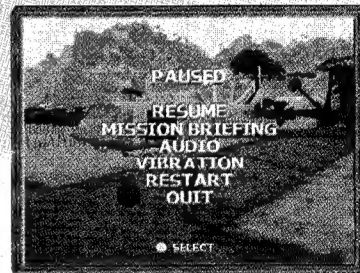 PAUSED
RESUME
MISSION BRIEFING
AUDIO
VIBRATION
RESTART
QUIT
SELECT